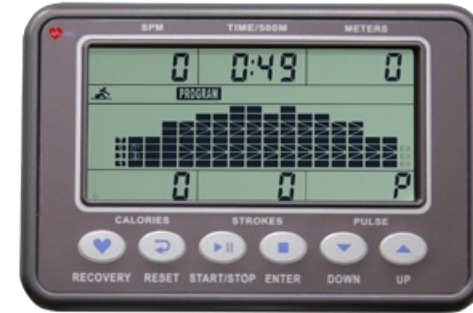 SPM TIME/500M METERS
0 0:49 0
PROGRAM
0 0 P
CALORIES STROKES PULSE
RECOVERY RESET START/STOP ENTER DOWN UP